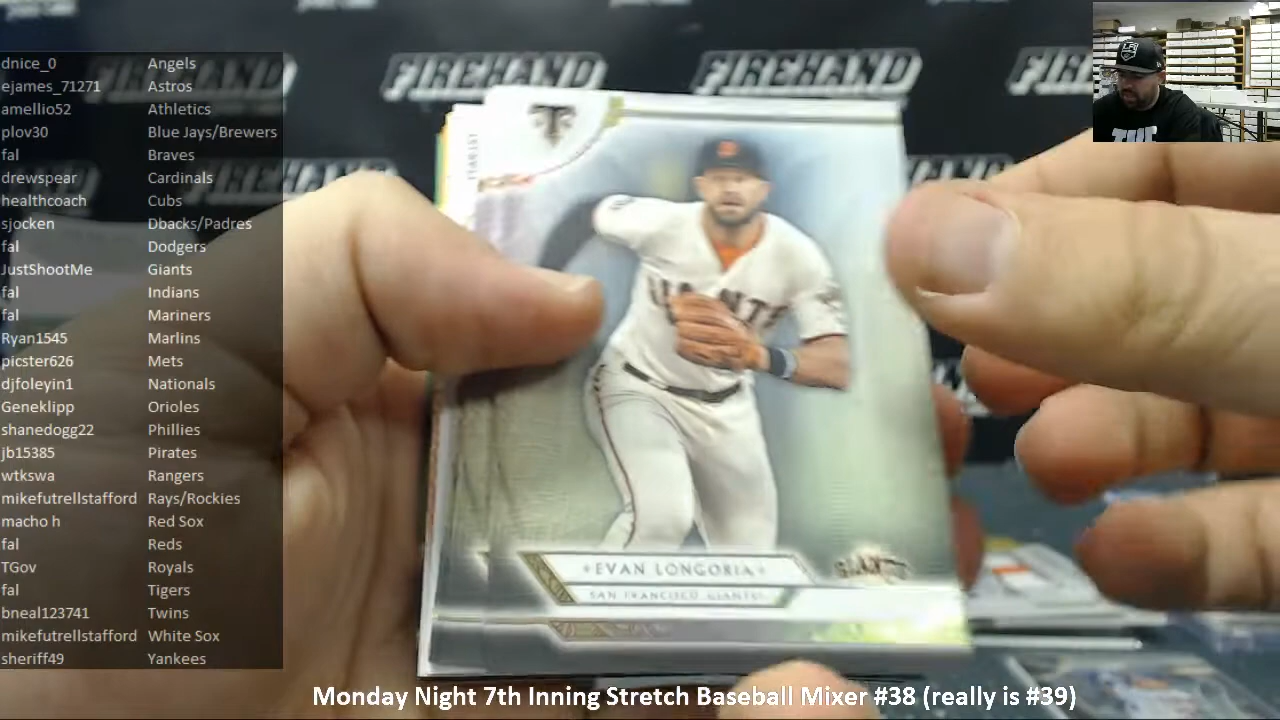 dnice_0 Angels
ejames_71271 Astros
amellio52 Athletics
plov30 Blue Jays/Brewers
fal Braves
drewspear Cardinals
healthcoach Cubs
sjocken Dbacks/Padres
fal Dodgers
JustShootMe Giants
fal Indians
fal Mariners
Ryan1545 Marlins
picster626 Mets
djfoleyin1 Nationals
Geneklipp Orioles
shanedogg22 Phillies
jb15385 Pirates
wtkswa Rangers
mikefutrellstafford Rays/Rockies
macho h Red Sox
fal Reds
TGov Royals
fal Tigers
bneal123741 Twins
mikefutrellstafford White Sox
sheriff49 Yankees
FIREHAND FIREHAND FIREHAND
EVAN LONGORIA
SAN FRANCISCO GIANTS
GIANTS
Monday Night 7th Inning Stretch Baseball Mixer #38 (really is #39)